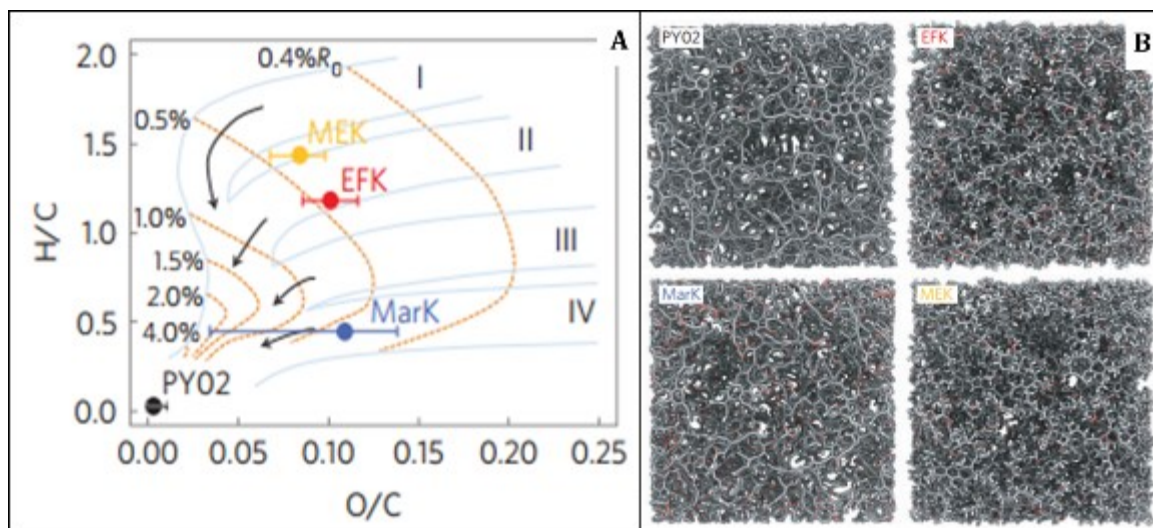 A
2.0
0.4%R0
I
0.5%
MEK
II
1.5
EFK
1.0%
H/C
1.0
1.5%
III
2.0%
0.5
4.0%
MarK
IV
PY02
0.0
0.00 0.05 0.10 0.15 0.20 0.25
O/C
B
PY02
EFK
MarK
MEK